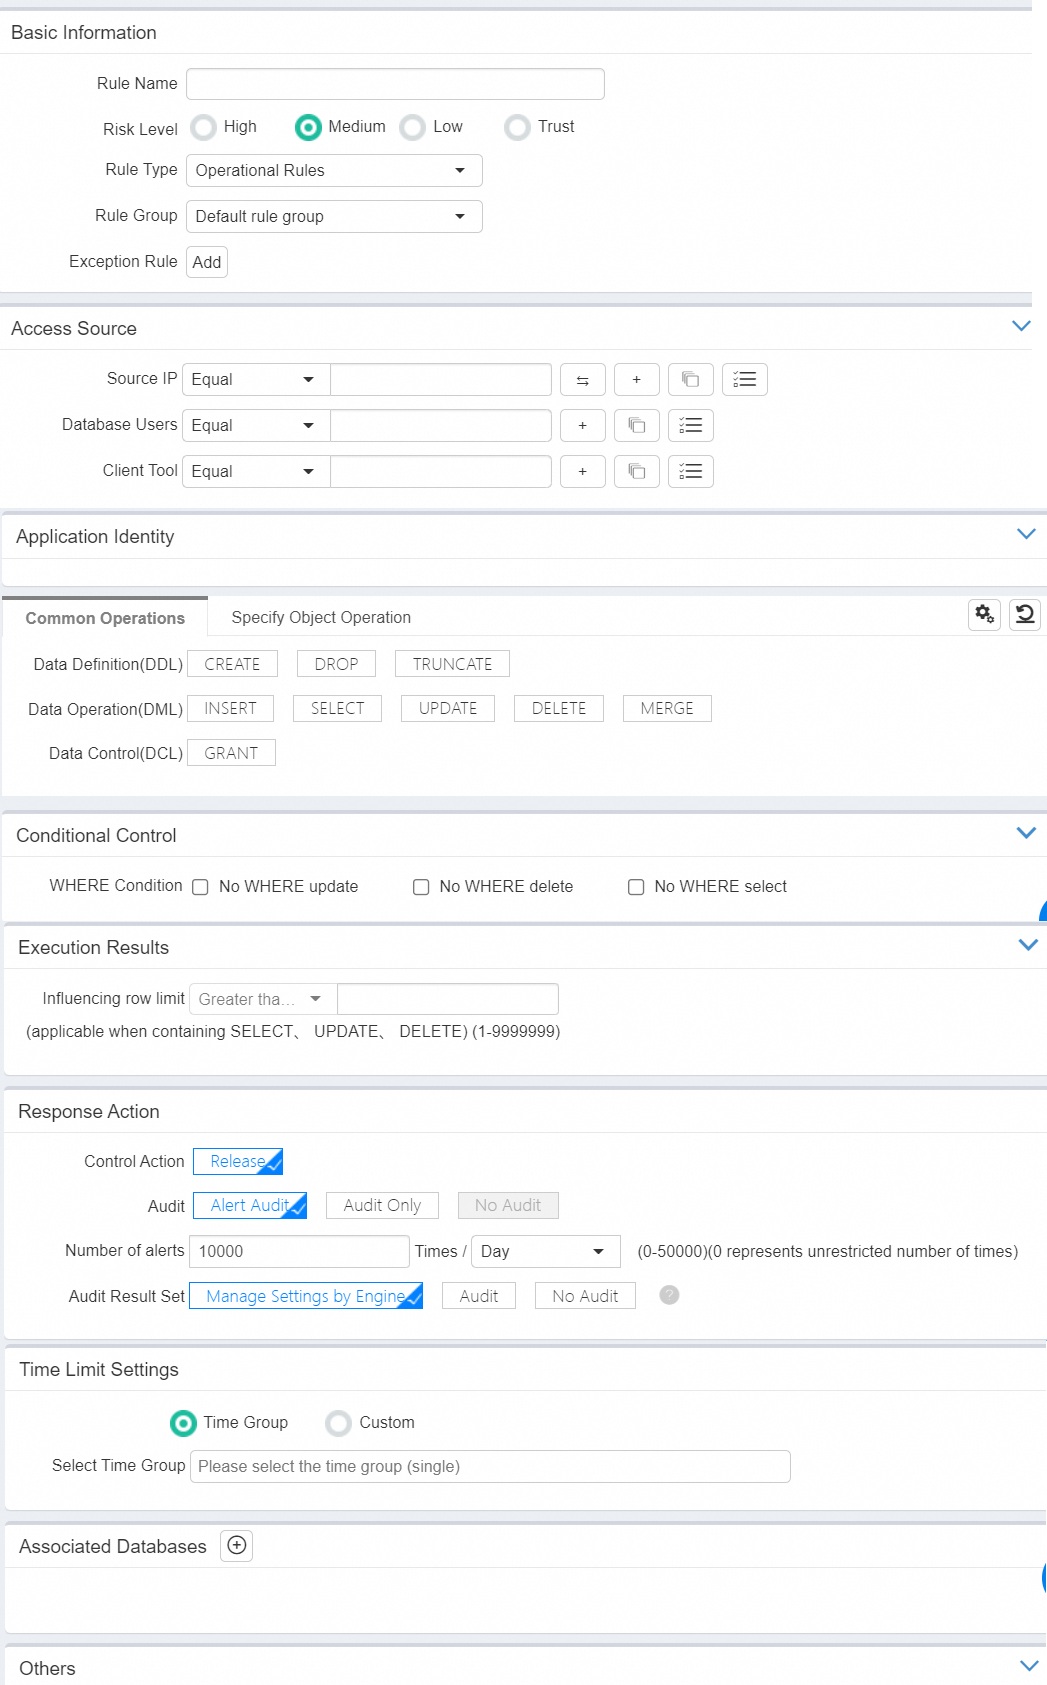 Basic Information
Rule Name
Risk Level High Medium Low Trust
Rule Type Operational Rules
Rule Group Default rule group
Exception Rule Add
Access Source
Source IP Equal
Database Users Equal
Client Tool Equal
Application Identity
Common Operations Specify Object Operation
Data Definition(DDL) CREATE DROP TRUNCATE
Data Operation(DML) INSERT SELECT UPDATE DELETE MERGE
Data Control(DCL) GRANT
Conditional Control
WHERE Condition No WHERE update No WHERE delete No WHERE select
Execution Results
Influencing row limit Greater tha...
(applicable when containing SELECT、 UPDATE、 DELETE) (1-9999999)
Response Action
Control Action Release
Audit Alert Audit Audit Only No Audit
Number of alerts 10000 Times / Day (0-50000)(0 represents unrestricted number of times)
Audit Result Set Manage Settings by Engine Audit No Audit ?
Time Limit Settings
Time Group Custom
Select Time Group Please select the time group (single)
Associated Databases
Others